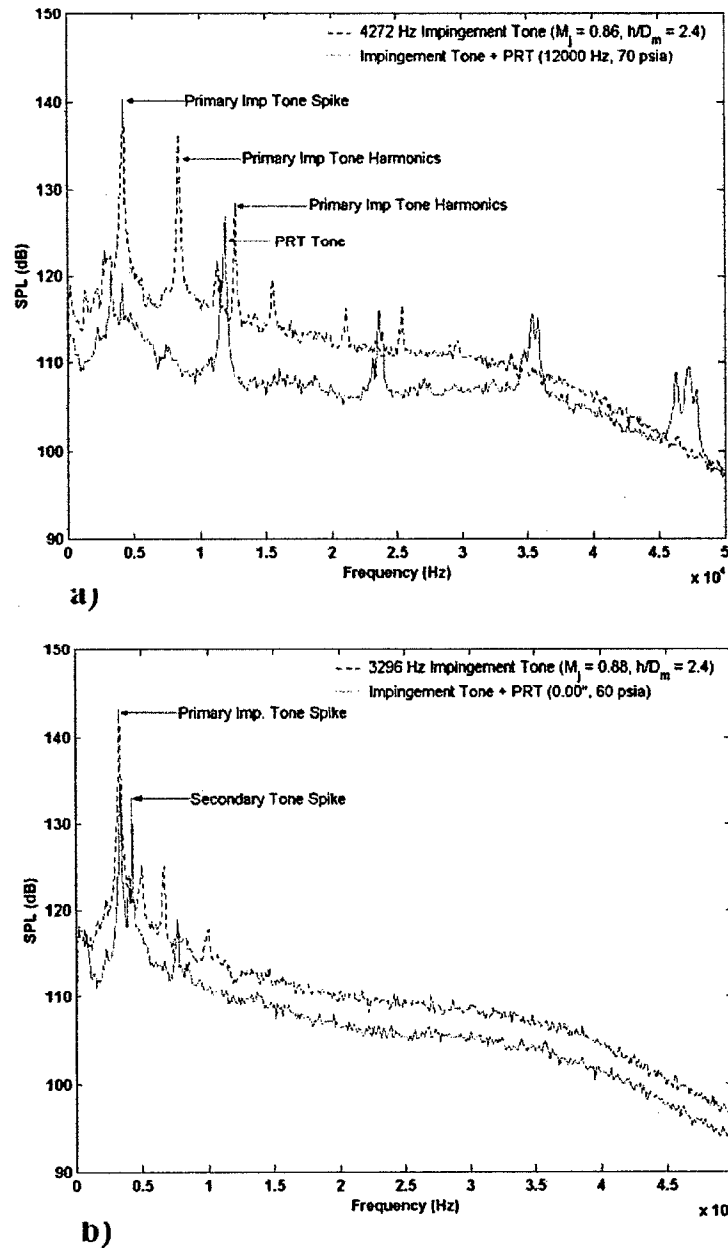 4272 Hz Impingement Tone (Mj = 0.86, h/Dm = 2.4)
Impingement Tone + PRT (12000 Hz, 70 psia)
Primary Imp Tone Spike
Primary Imp Tone Harmonics
Primary Imp Tone Harmonics
PRT Tone
SPL (dB)
150
140
130
120
110
100
90
0 0.5 1 1.5 2 2.5 3 3.5 4 4.5 5
Frequency (Hz)
x 10^4
a)
3296 Hz Impingement Tone (Mj = 0.88, h/Dm = 2.4)
Impingement Tone + PRT (0.00", 60 psia)
Primary Imp. Tone Spike
Secondary Tone Spike
SPL (dB)
150
140
130
120
110
100
90
0 0.5 1 1.5 2 2.5 3 3.5 4 4.5
Frequency (Hz)
x 10
b)